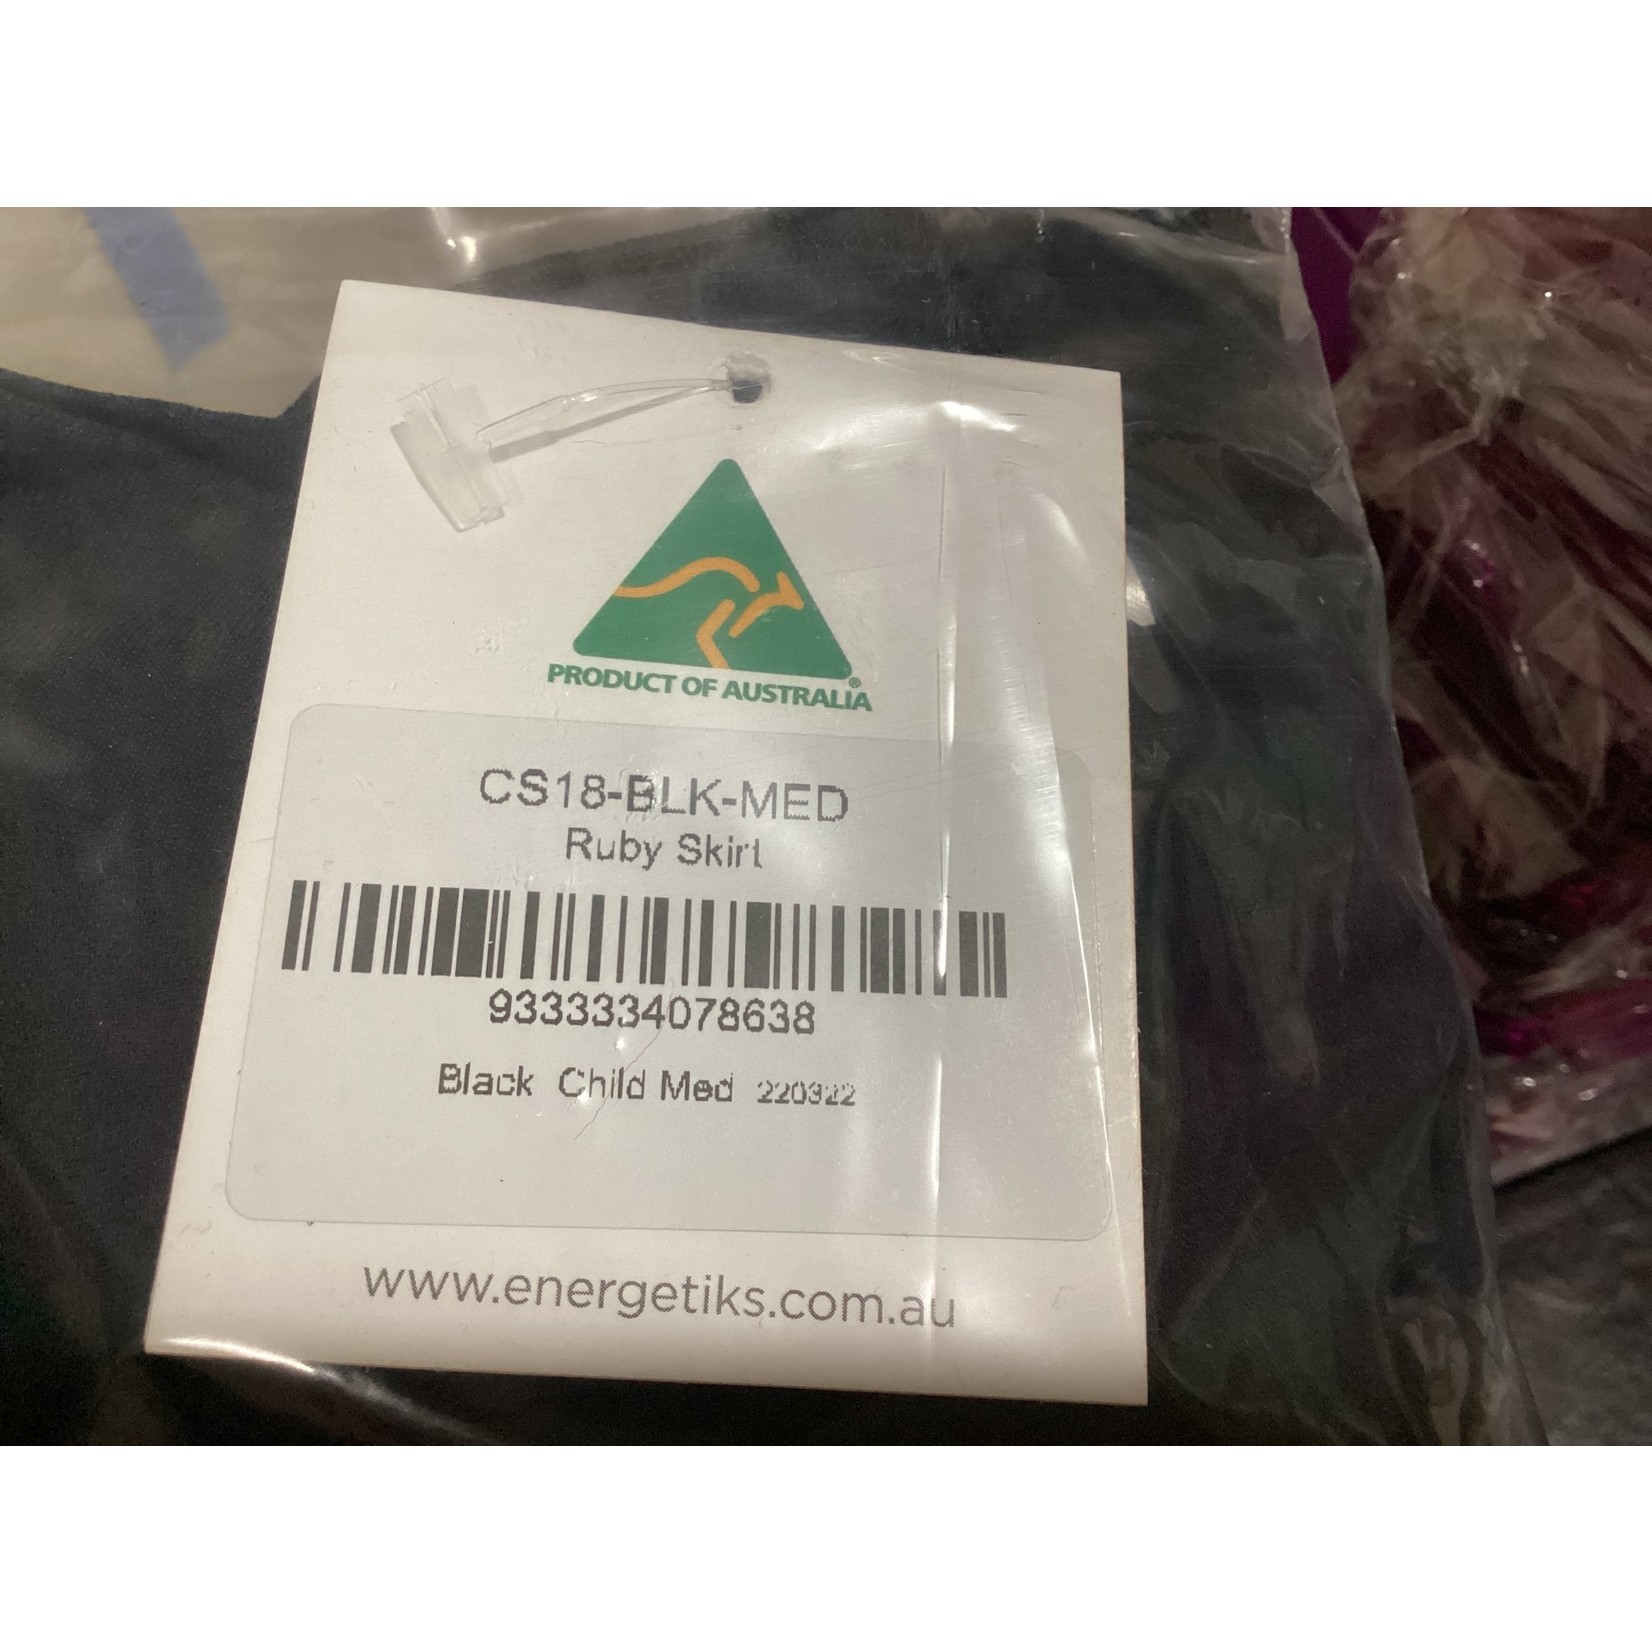 PRODUCT OF AUSTRALIA®
CS18-BLK-MED
Ruby Skirt
9333334078638
Black Child Med 220322
www.energetiks.com.au